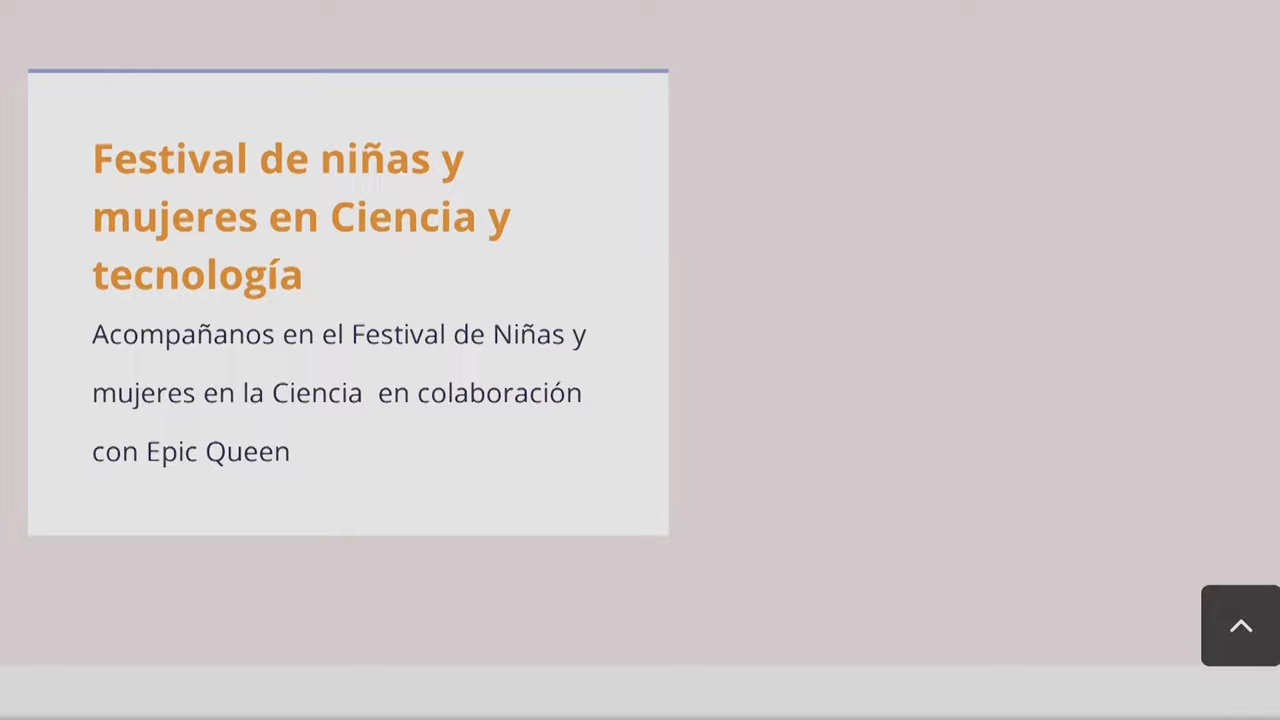 Festival de niñas y
mujeres en Ciencia y
tecnología
Acompañanos en el Festival de Niñas y
mujeres en la Ciencia  en colaboración
con Epic Queen